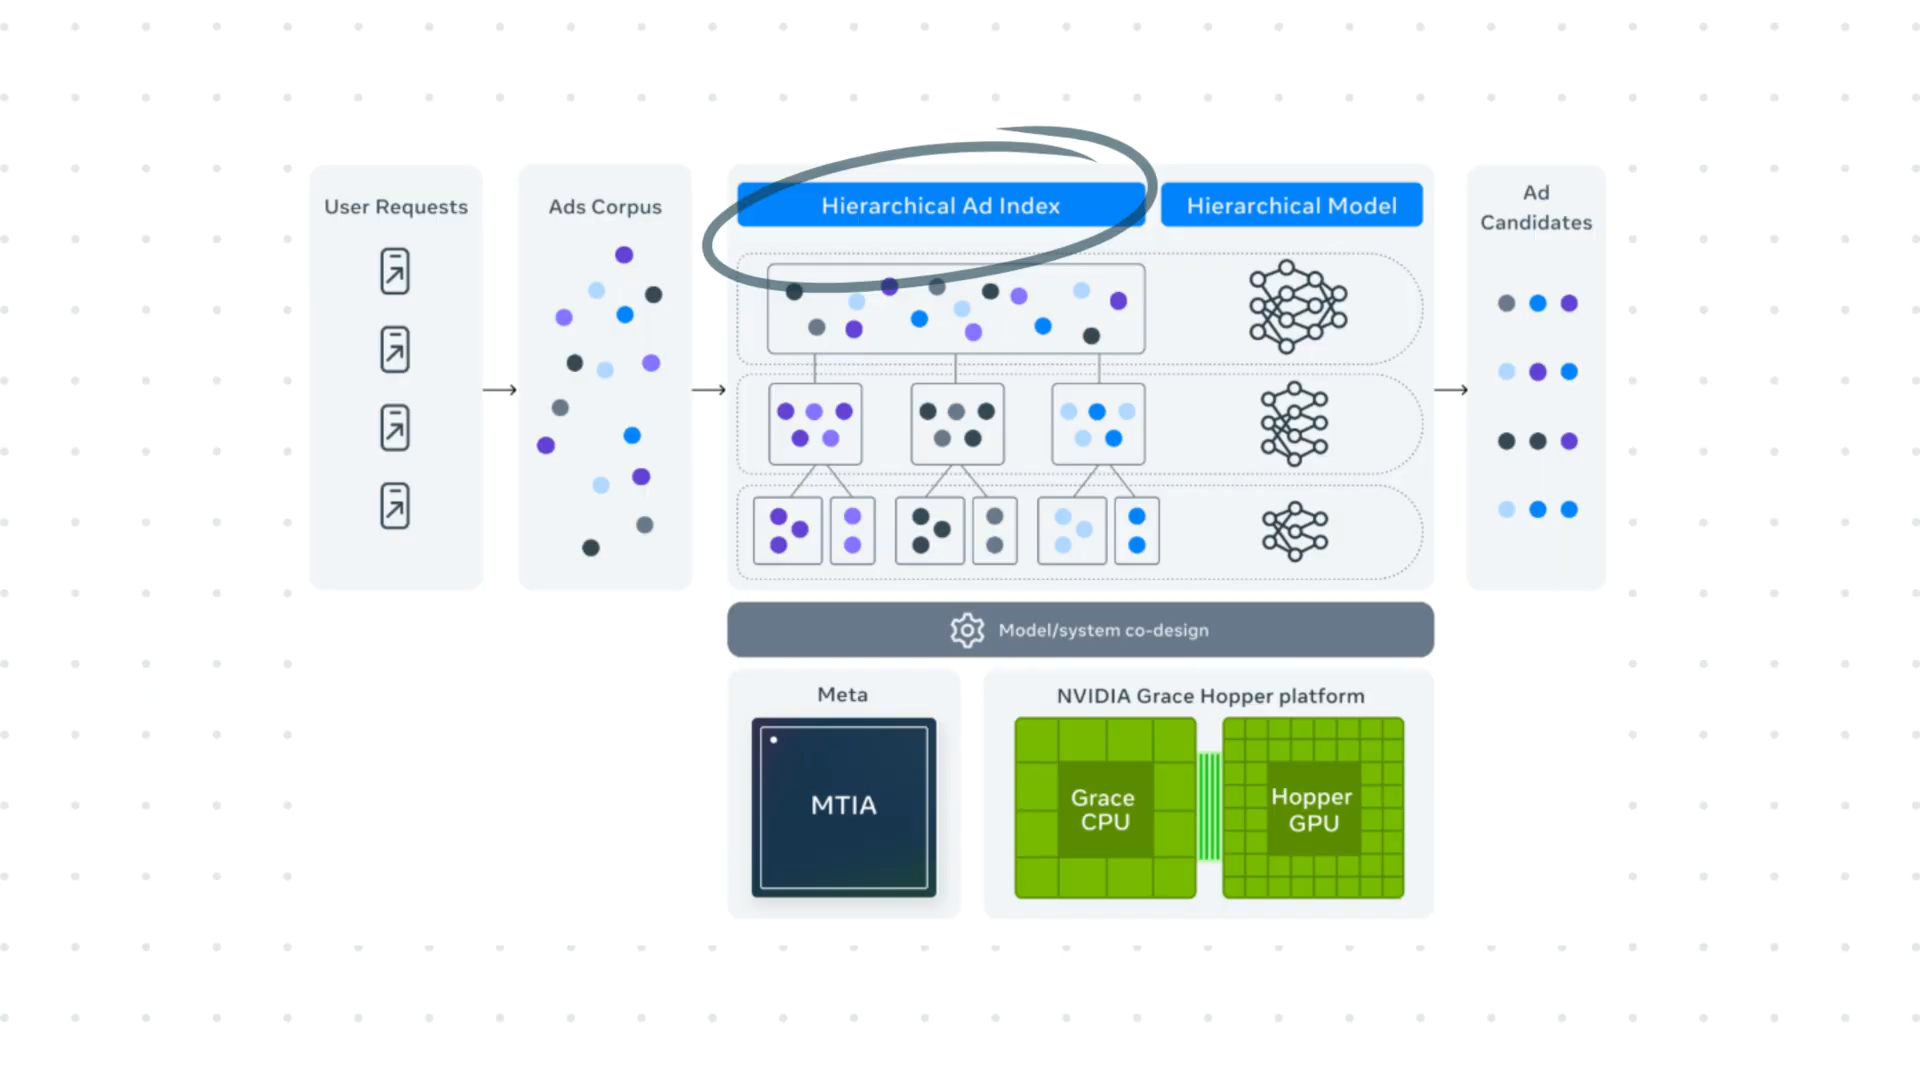 User Requests
Ads Corpus
Hierarchical Ad Index
Hierarchical Model
Ad
Candidates
Model/system co-design
Meta
MTIA
NVIDIA Grace Hopper platform
Grace
CPU
Hopper
GPU